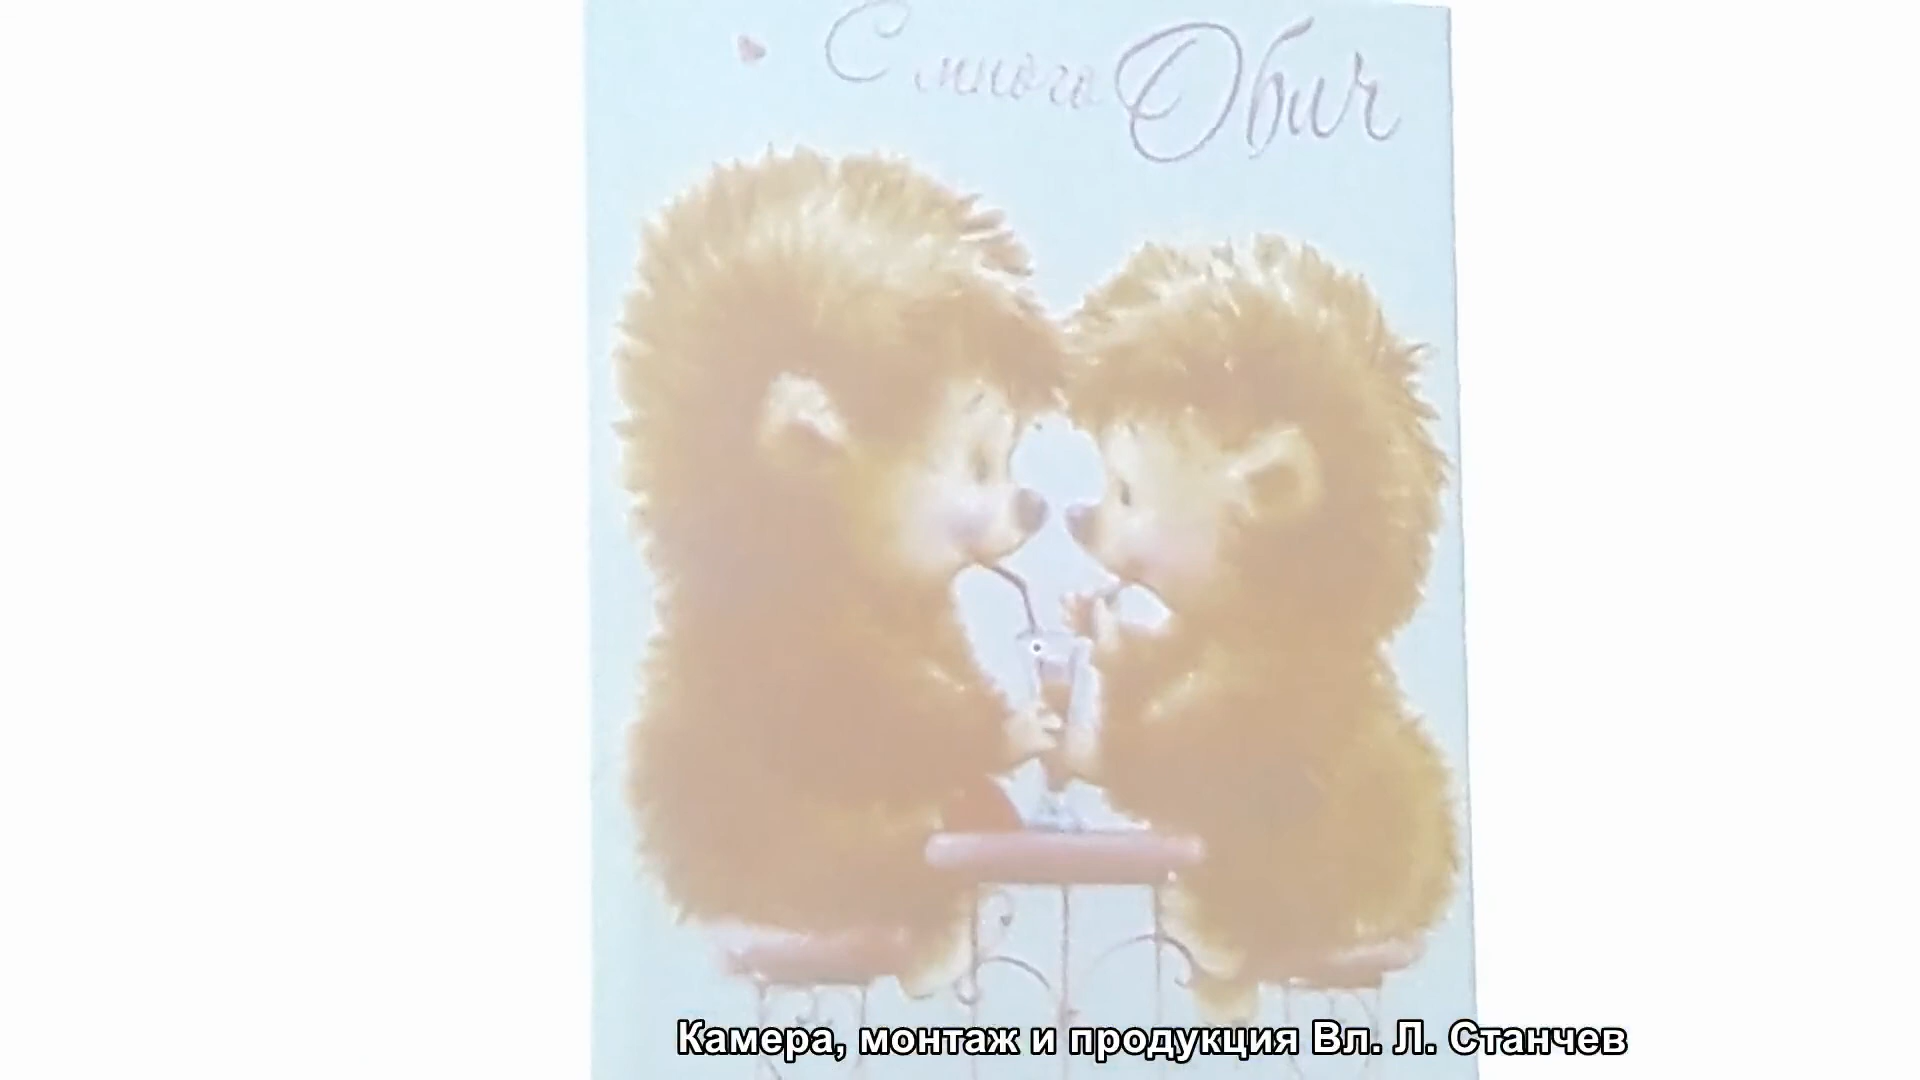 С много Обич
Камера, монтаж и продукция Вл. Л. Станчев